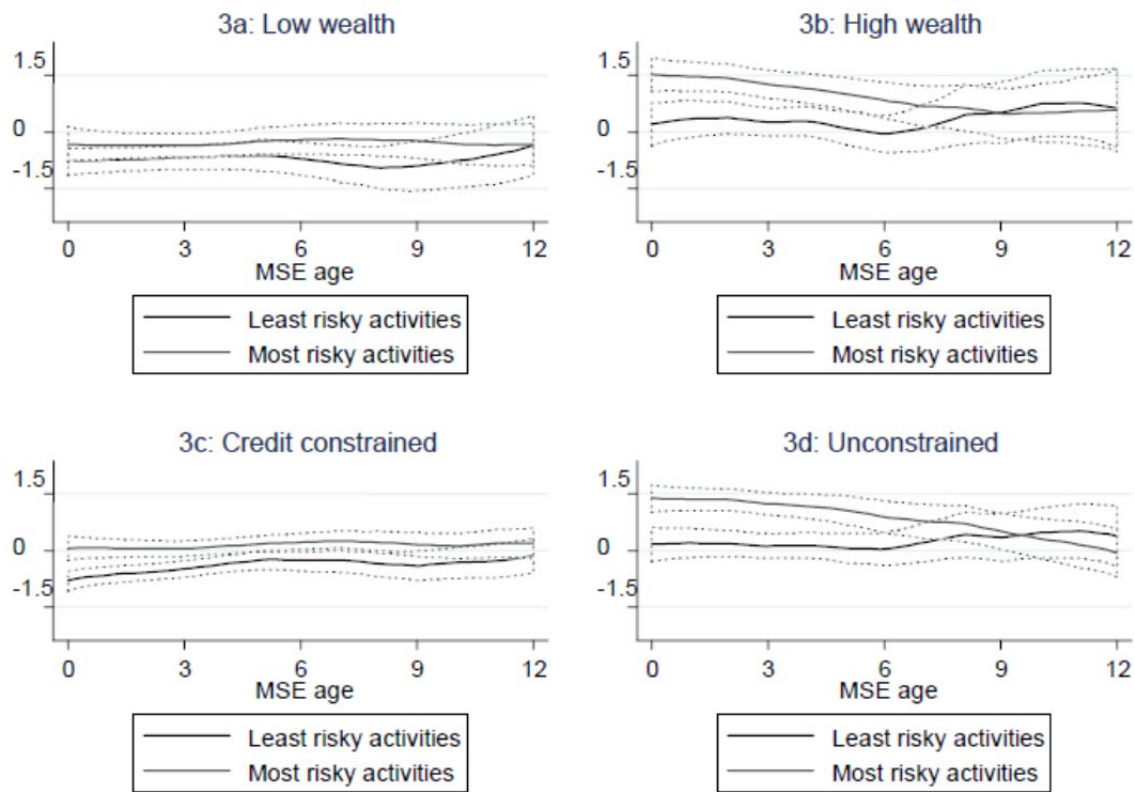 3a: Low wealth
1.5
0
-1.5
0 3 6 9 12
MSE age
Least risky activities
Most risky activities
3b: High wealth
1.5
0
-1.5
0 3 6 9 12
MSE age
Least risky activities
Most risky activities
3c: Credit constrained
1.5
0
-1.5
0 3 6 9 12
MSE age
Least risky activities
Most risky activities
3d: Unconstrained
1.5
0
-1.5
0 3 6 9 12
MSE age
Least risky activities
Most risky activities